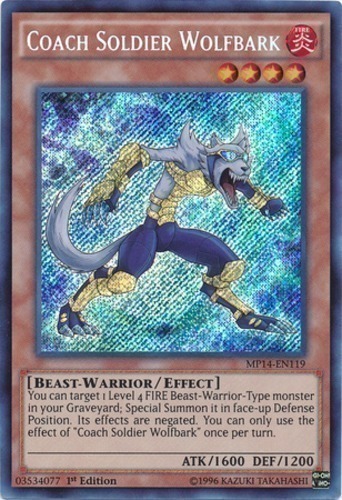 COACH SOLDIER WOLFBARK
FIRE
炎
MP14-EN119
[BEAST-WARRIOR/EFFECT]
You can target 1 Level 4 FIRE Beast-Warrior-Type monster
in your Graveyard; Special Summon it in face-up Defense
Position. Its effects are negated. You can only use the
effect of "Coach Soldier Wolfbark" once per turn.
ATK/1600 DEF/1200
03534077 1st Edition ©1996 KAZUKI TAKAHASHI